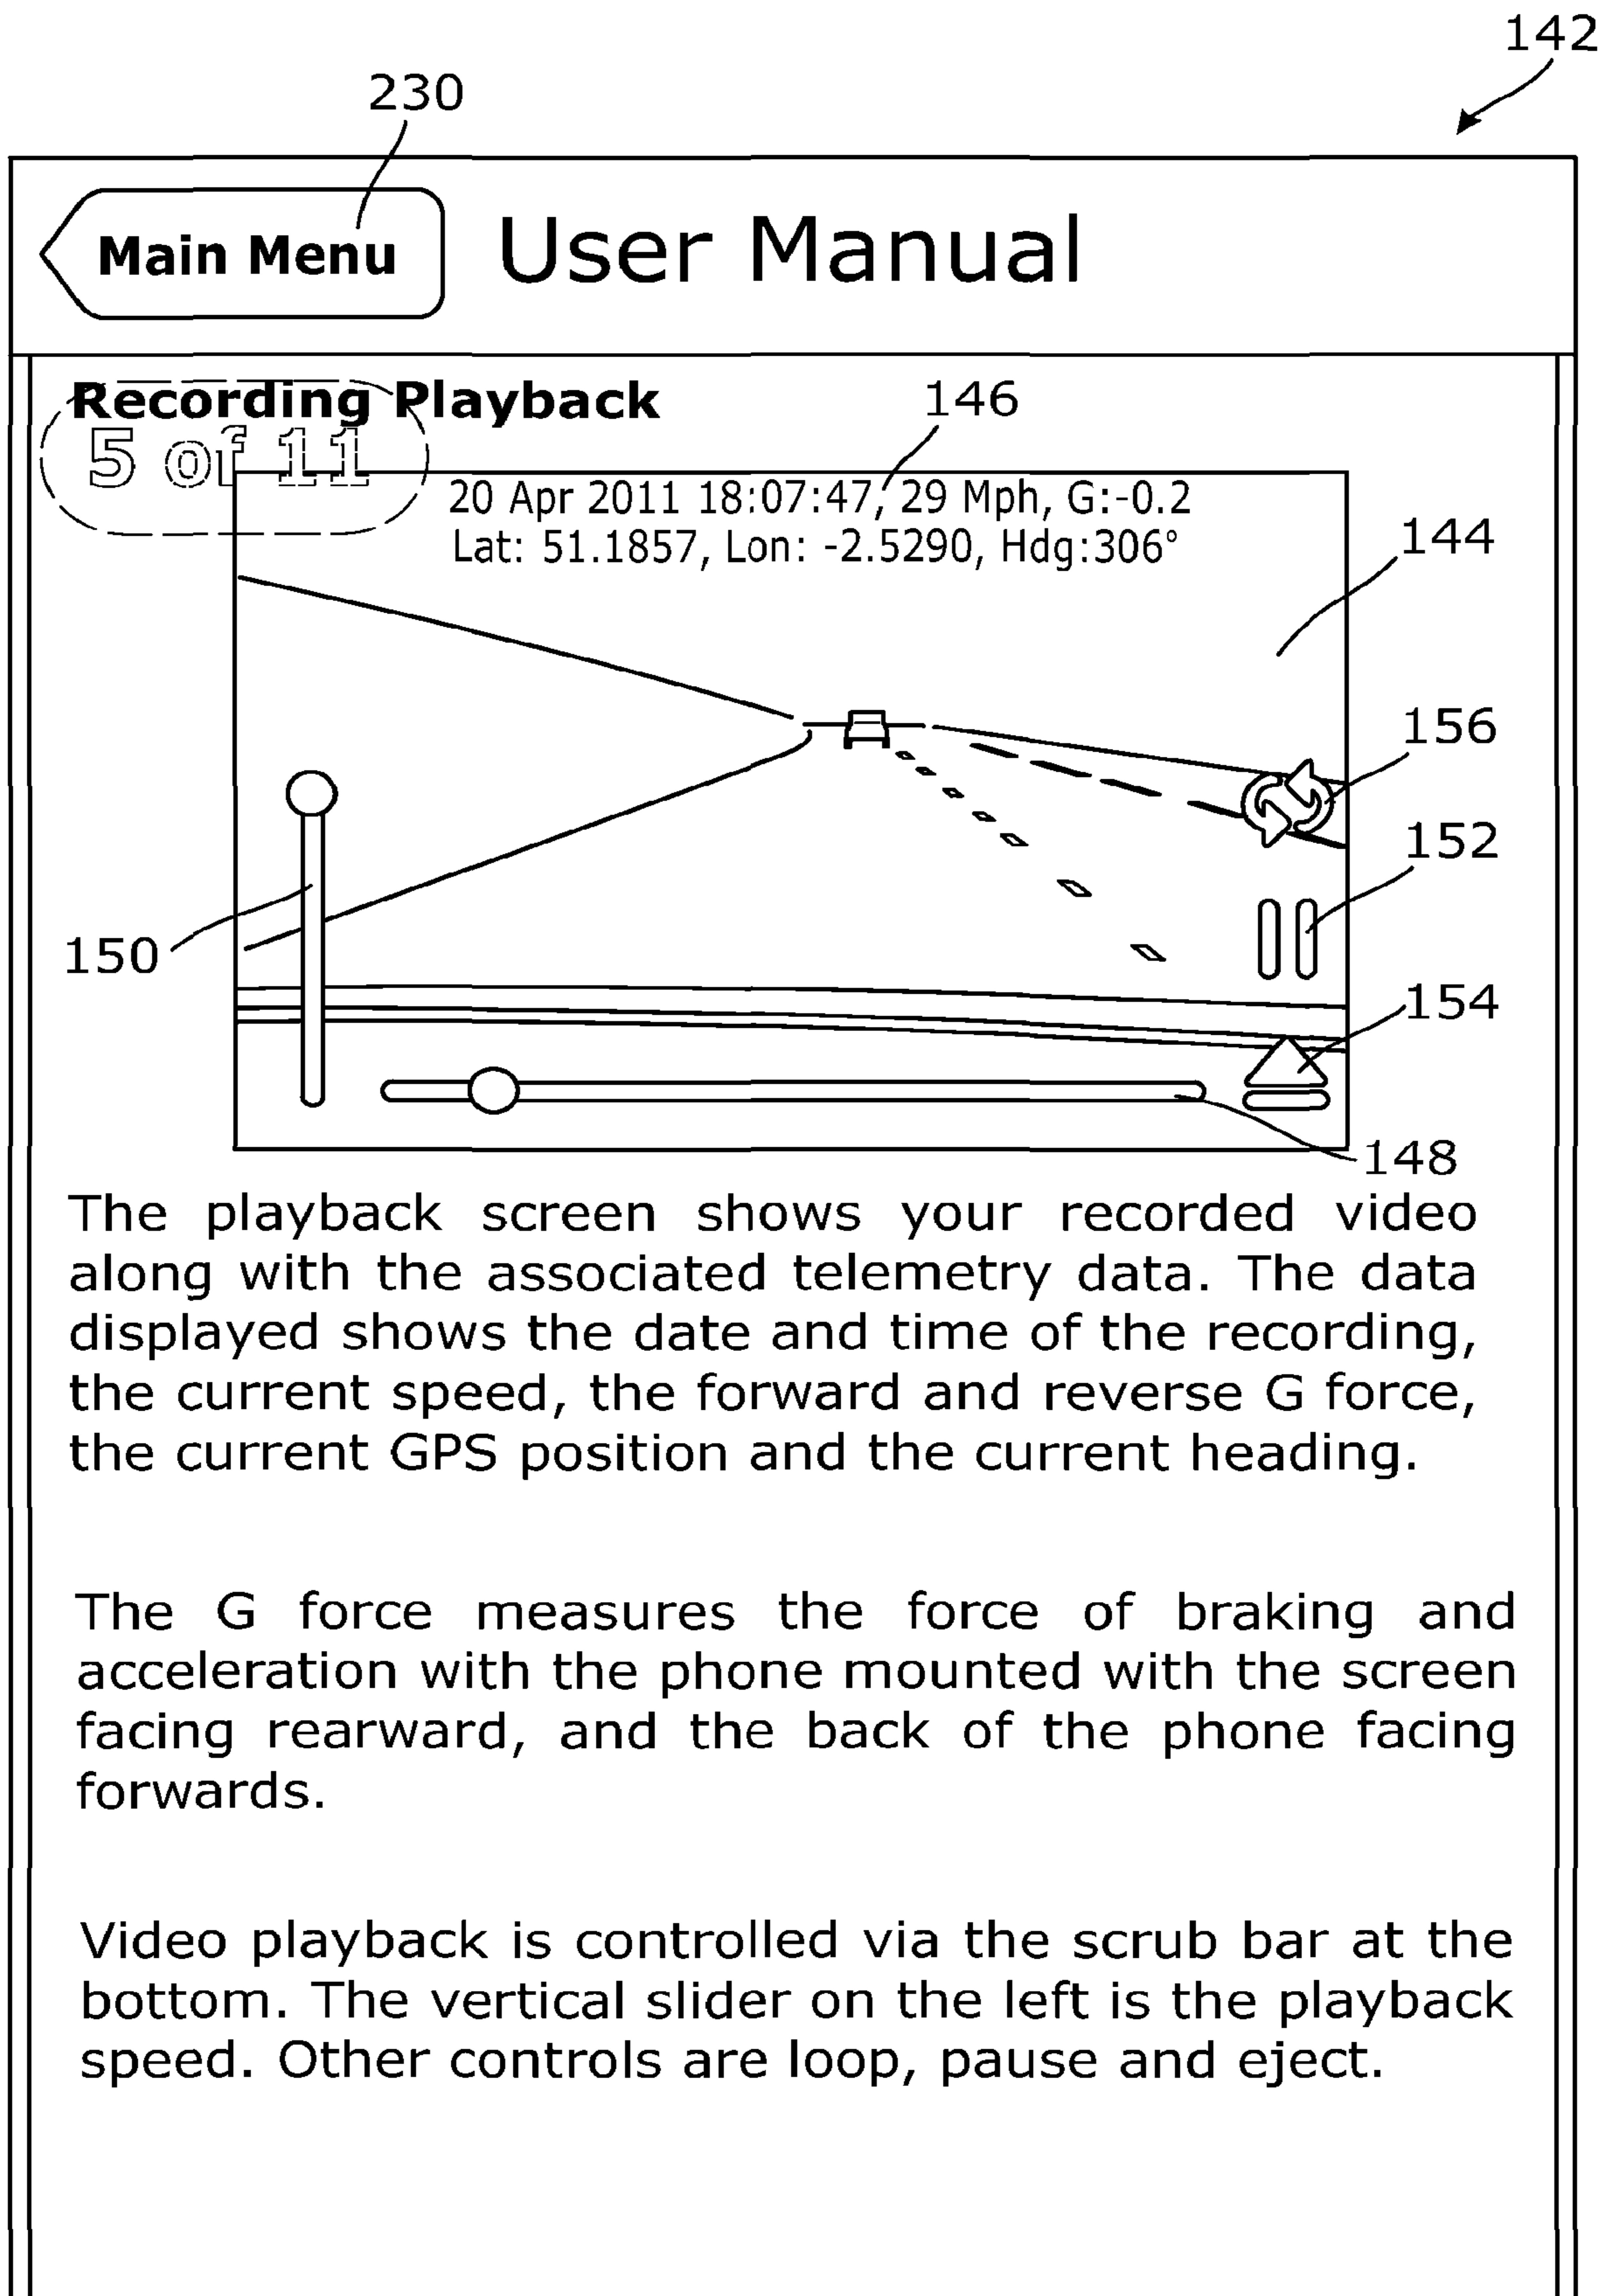 142
230
Main Menu
User Manual
Recording Playback
146
5 of 11
20 Apr 2011 18:07:47, 29 Mph, G:-0.2
Lat: 51.1857, Lon: -2.5290, Hdg:306°
144
156
152
150
154
148
The playback screen shows your recorded video
along with the associated telemetry data. The data
displayed shows the date and time of the recording,
the current speed, the forward and reverse G force,
the current GPS position and the current heading.
The G force measures the force of braking and
acceleration with the phone mounted with the screen
facing rearward, and the back of the phone facing
forwards.
Video playback is controlled via the scrub bar at the
bottom. The vertical slider on the left is the playback
speed. Other controls are loop, pause and eject.